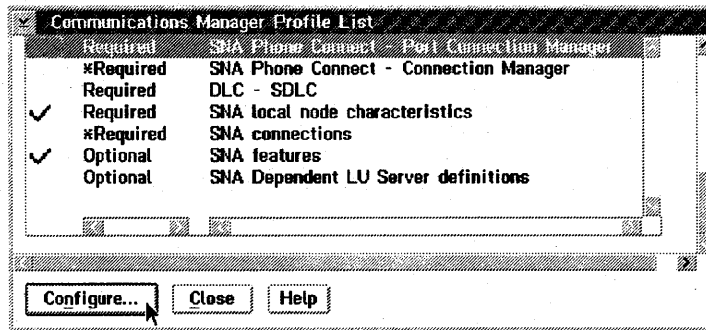 Communications Manager Profile List
Required SNA Phone Connect - Port Connection Manager
*Required SNA Phone Connect - Connection Manager
Required DLC - SDLC
Required SNA local node characteristics
*Required SNA connections
Optional SNA features
Optional SNA Dependent LU Server definitions
Configure... Close Help